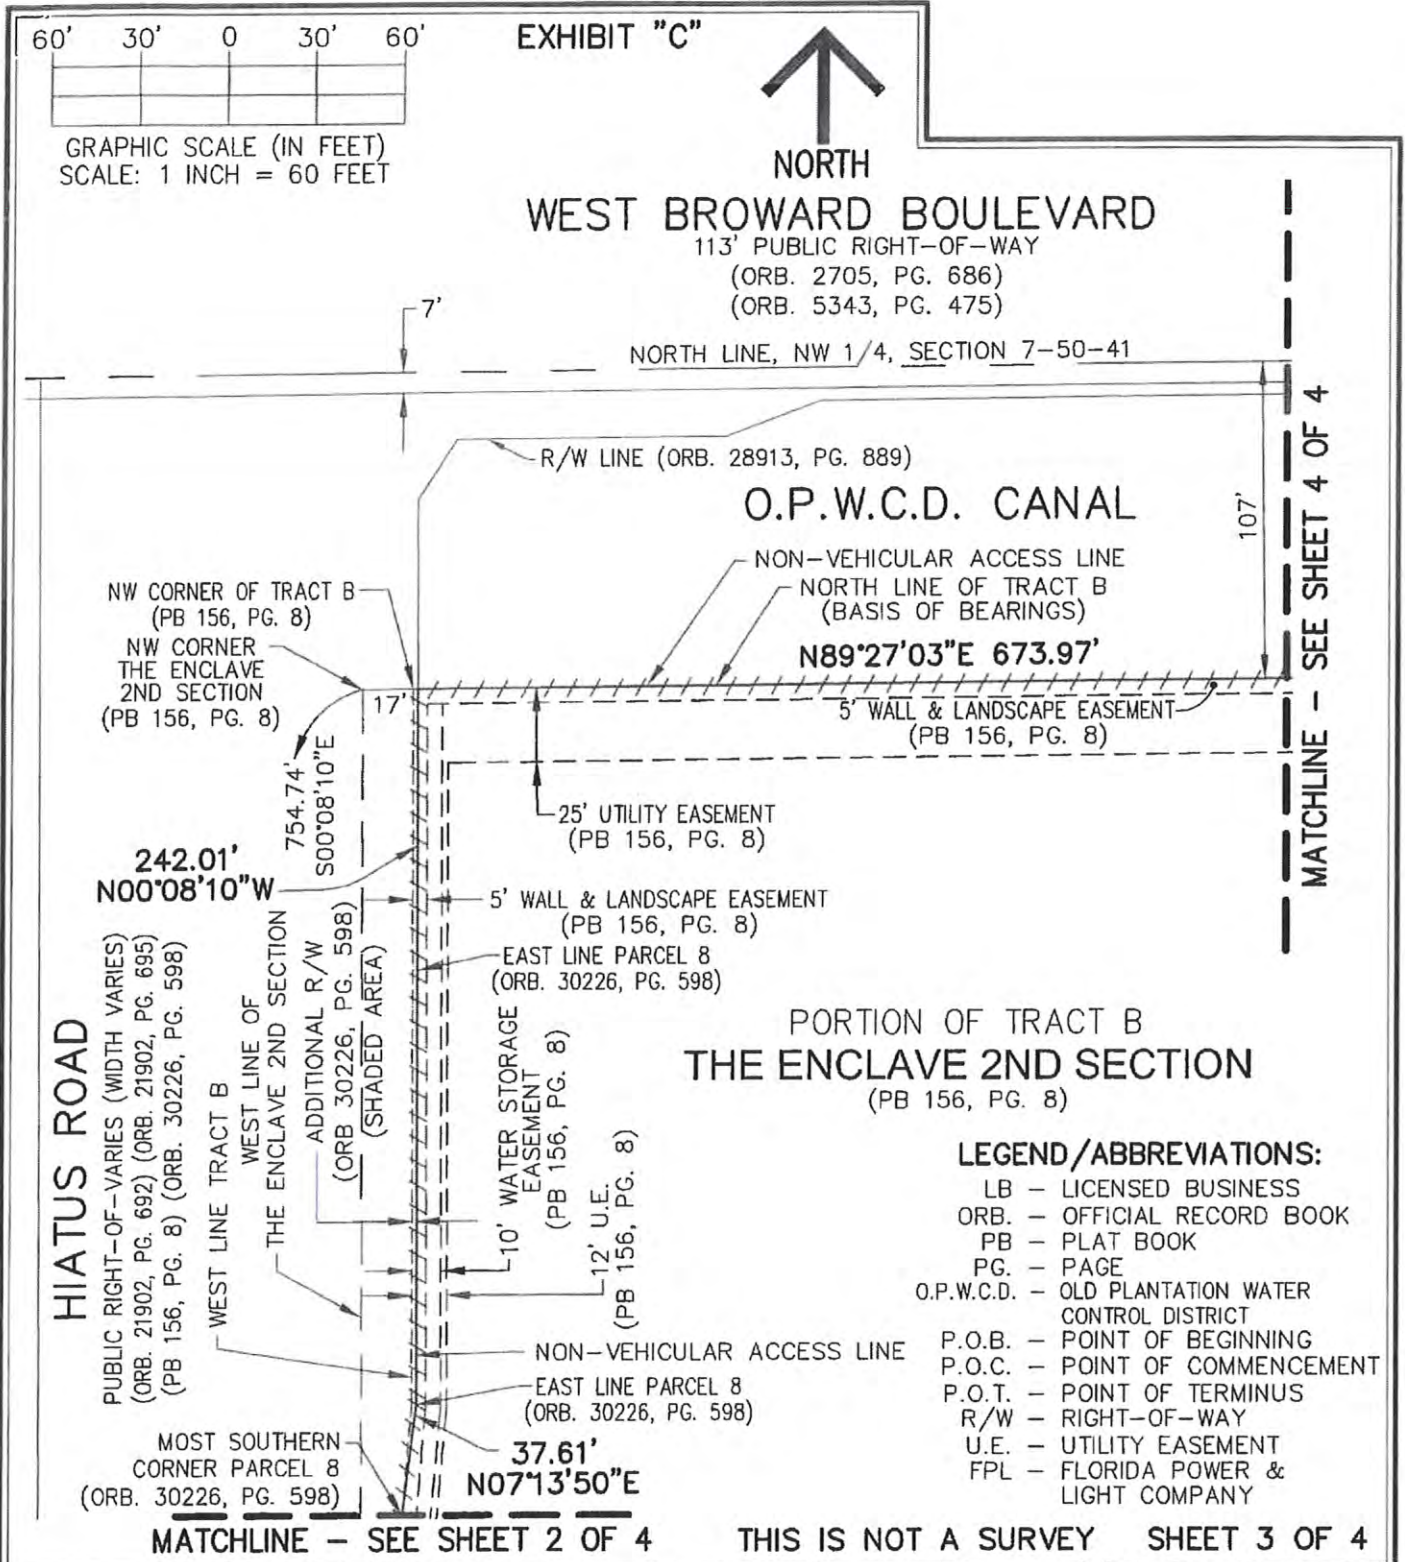 EXHIBIT "C"
60' 30' 0 30' 60'
GRAPHIC SCALE (IN FEET)
SCALE: 1 INCH = 60 FEET
NORTH
WEST BROWARD BOULEVARD
113' PUBLIC RIGHT-OF-WAY
(ORB. 2705, PG. 686)
(ORB. 5343, PG. 475)
7'
NORTH LINE, NW 1/4, SECTION 7-50-41
R/W LINE (ORB. 28913, PG. 889)
O.P.W.C.D. CANAL
107'
MATCHLINE - SEE SHEET 4 OF 4
NON-VEHICULAR ACCESS LINE
NORTH LINE OF TRACT B
(BASIS OF BEARINGS)
N89°27'03"E 673.97'
NW CORNER OF TRACT B
(PB 156, PG. 8)
NW CORNER
THE ENCLAVE
2ND SECTION
(PB 156, PG. 8)
17'
5' WALL & LANDSCAPE EASEMENT
(PB 156, PG. 8)
754.74'
S00°08'10"E
25' UTILITY EASEMENT
(PB 156, PG. 8)
242.01'
N00°08'10"W
5' WALL & LANDSCAPE EASEMENT
(PB 156, PG. 8)
EAST LINE PARCEL 8
(ORB. 30226, PG. 598)
HIATUS ROAD
PUBLIC RIGHT-OF-VARIES (WIDTH VARIES)
(ORB. 21902, PG. 692) (ORB. 21902, PG. 695)
(PB 156, PG. 8) (ORB. 30226, PG. 598)
WEST LINE TRACT B
WEST LINE OF
THE ENCLAVE 2ND SECTION
ADDITIONAL R/W
(ORB 30226, PG. 598)
(SHADED AREA)
10' WATER STORAGE
EASEMENT
(PB 156, PG. 8)
12' U.E.
(PB 156, PG. 8)
PORTION OF TRACT B
THE ENCLAVE 2ND SECTION
(PB 156, PG. 8)
LEGEND/ABBREVIATIONS:
LB - LICENSED BUSINESS
ORB. - OFFICIAL RECORD BOOK
PB - PLAT BOOK
PG. - PAGE
O.P.W.C.D. - OLD PLANTATION WATER
CONTROL DISTRICT
P.O.B. - POINT OF BEGINNING
P.O.C. - POINT OF COMMENCEMENT
P.O.T. - POINT OF TERMINUS
R/W - RIGHT-OF-WAY
U.E. - UTILITY EASEMENT
FPL - FLORIDA POWER &
LIGHT COMPANY
NON-VEHICULAR ACCESS LINE
EAST LINE PARCEL 8
(ORB. 30226, PG. 598)
37.61'
N07°13'50"E
MOST SOUTHERN
CORNER PARCEL 8
(ORB. 30226, PG. 598)
MATCHLINE - SEE SHEET 2 OF 4
THIS IS NOT A SURVEY
SHEET 3 OF 4